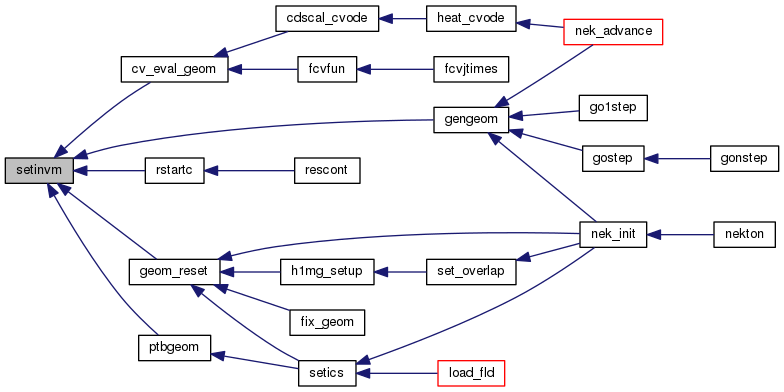 cdscal_cvode
heat_cvode
nek_advance
cv_eval_geom
fcvfun
fcvjtimes
gengeom
go1step
setinvm
rstartc
rescont
gostep
gonstep
nek_init
nekton
geom_reset
h1mg_setup
set_overlap
fix_geom
ptbgeom
setics
load_fld